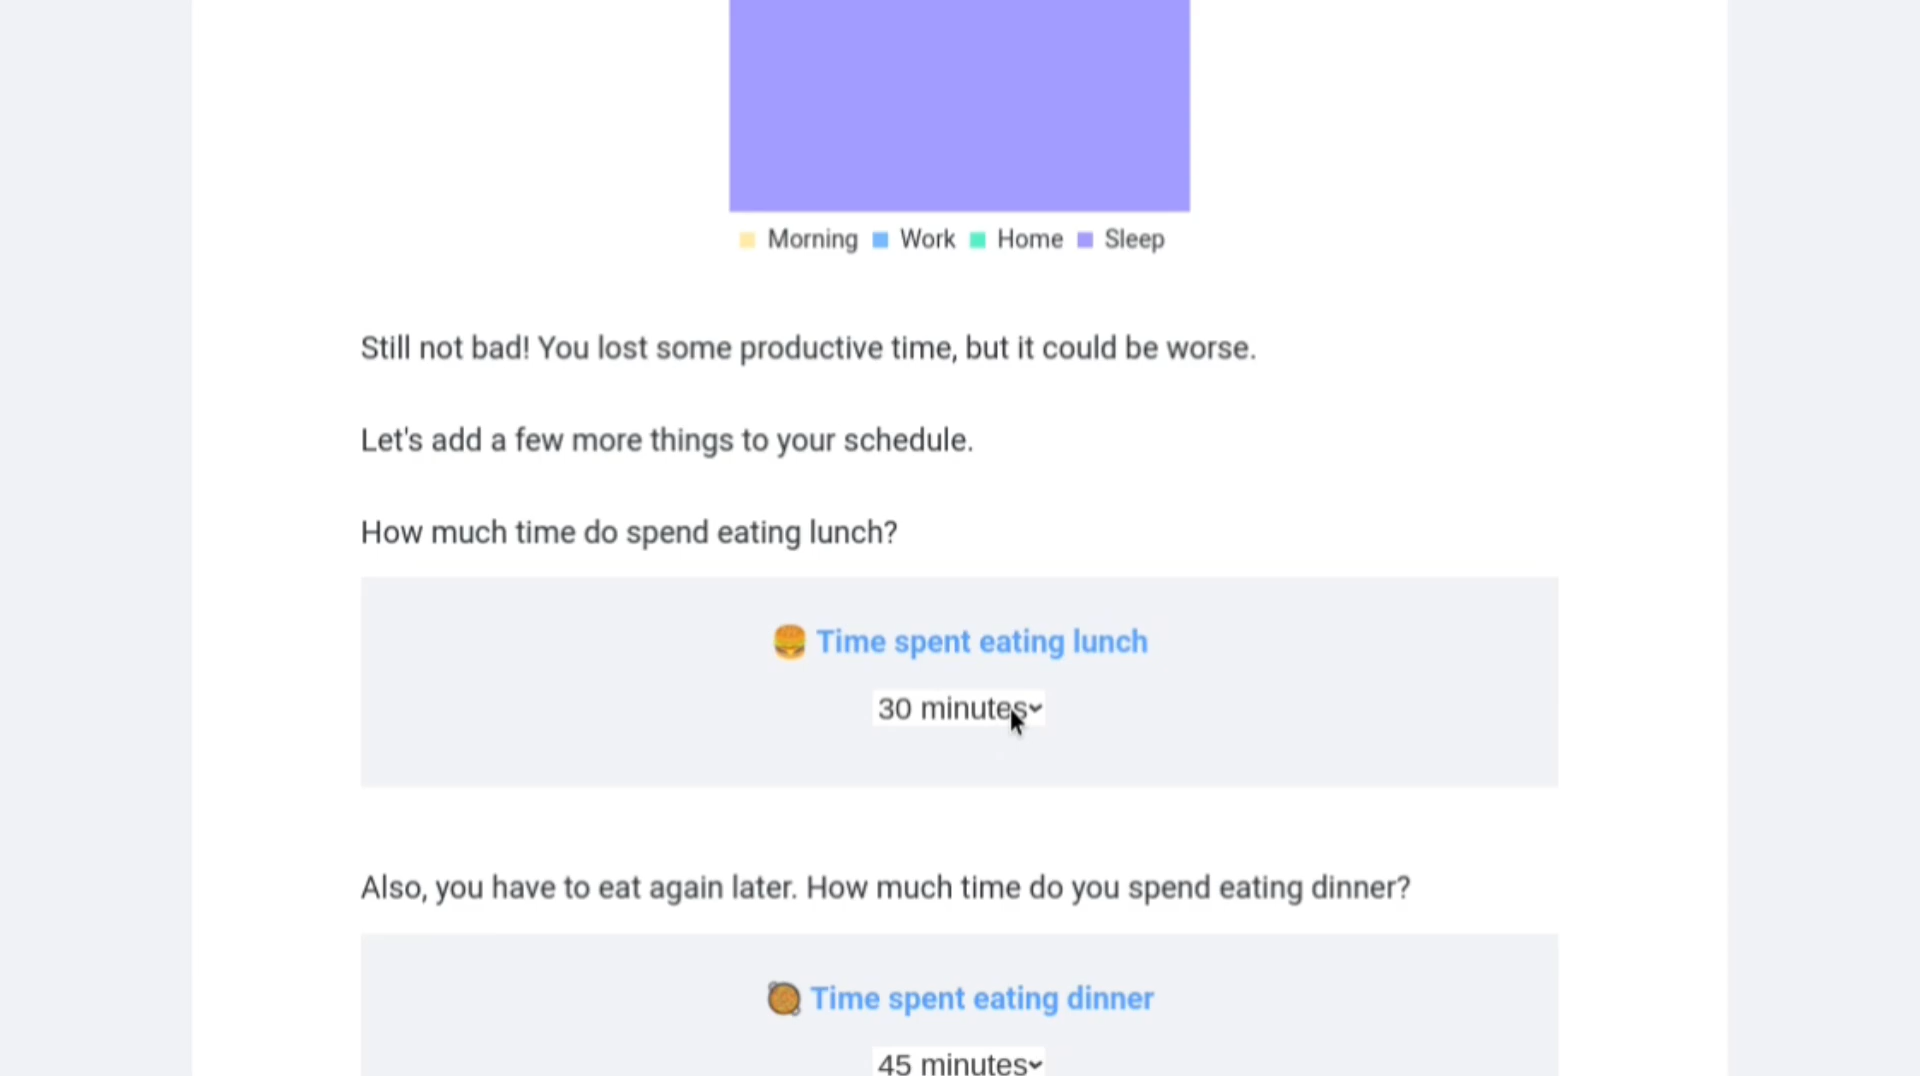 Morning Work Home Sleep
Still not bad! You lost some productive time, but it could be worse.
Let's add a few more things to your schedule.
How much time do spend eating lunch?
Time spent eating lunch
30 minutes
Also, you have to eat again later. How much time do you spend eating dinner?
Time spent eating dinner
45 minutes